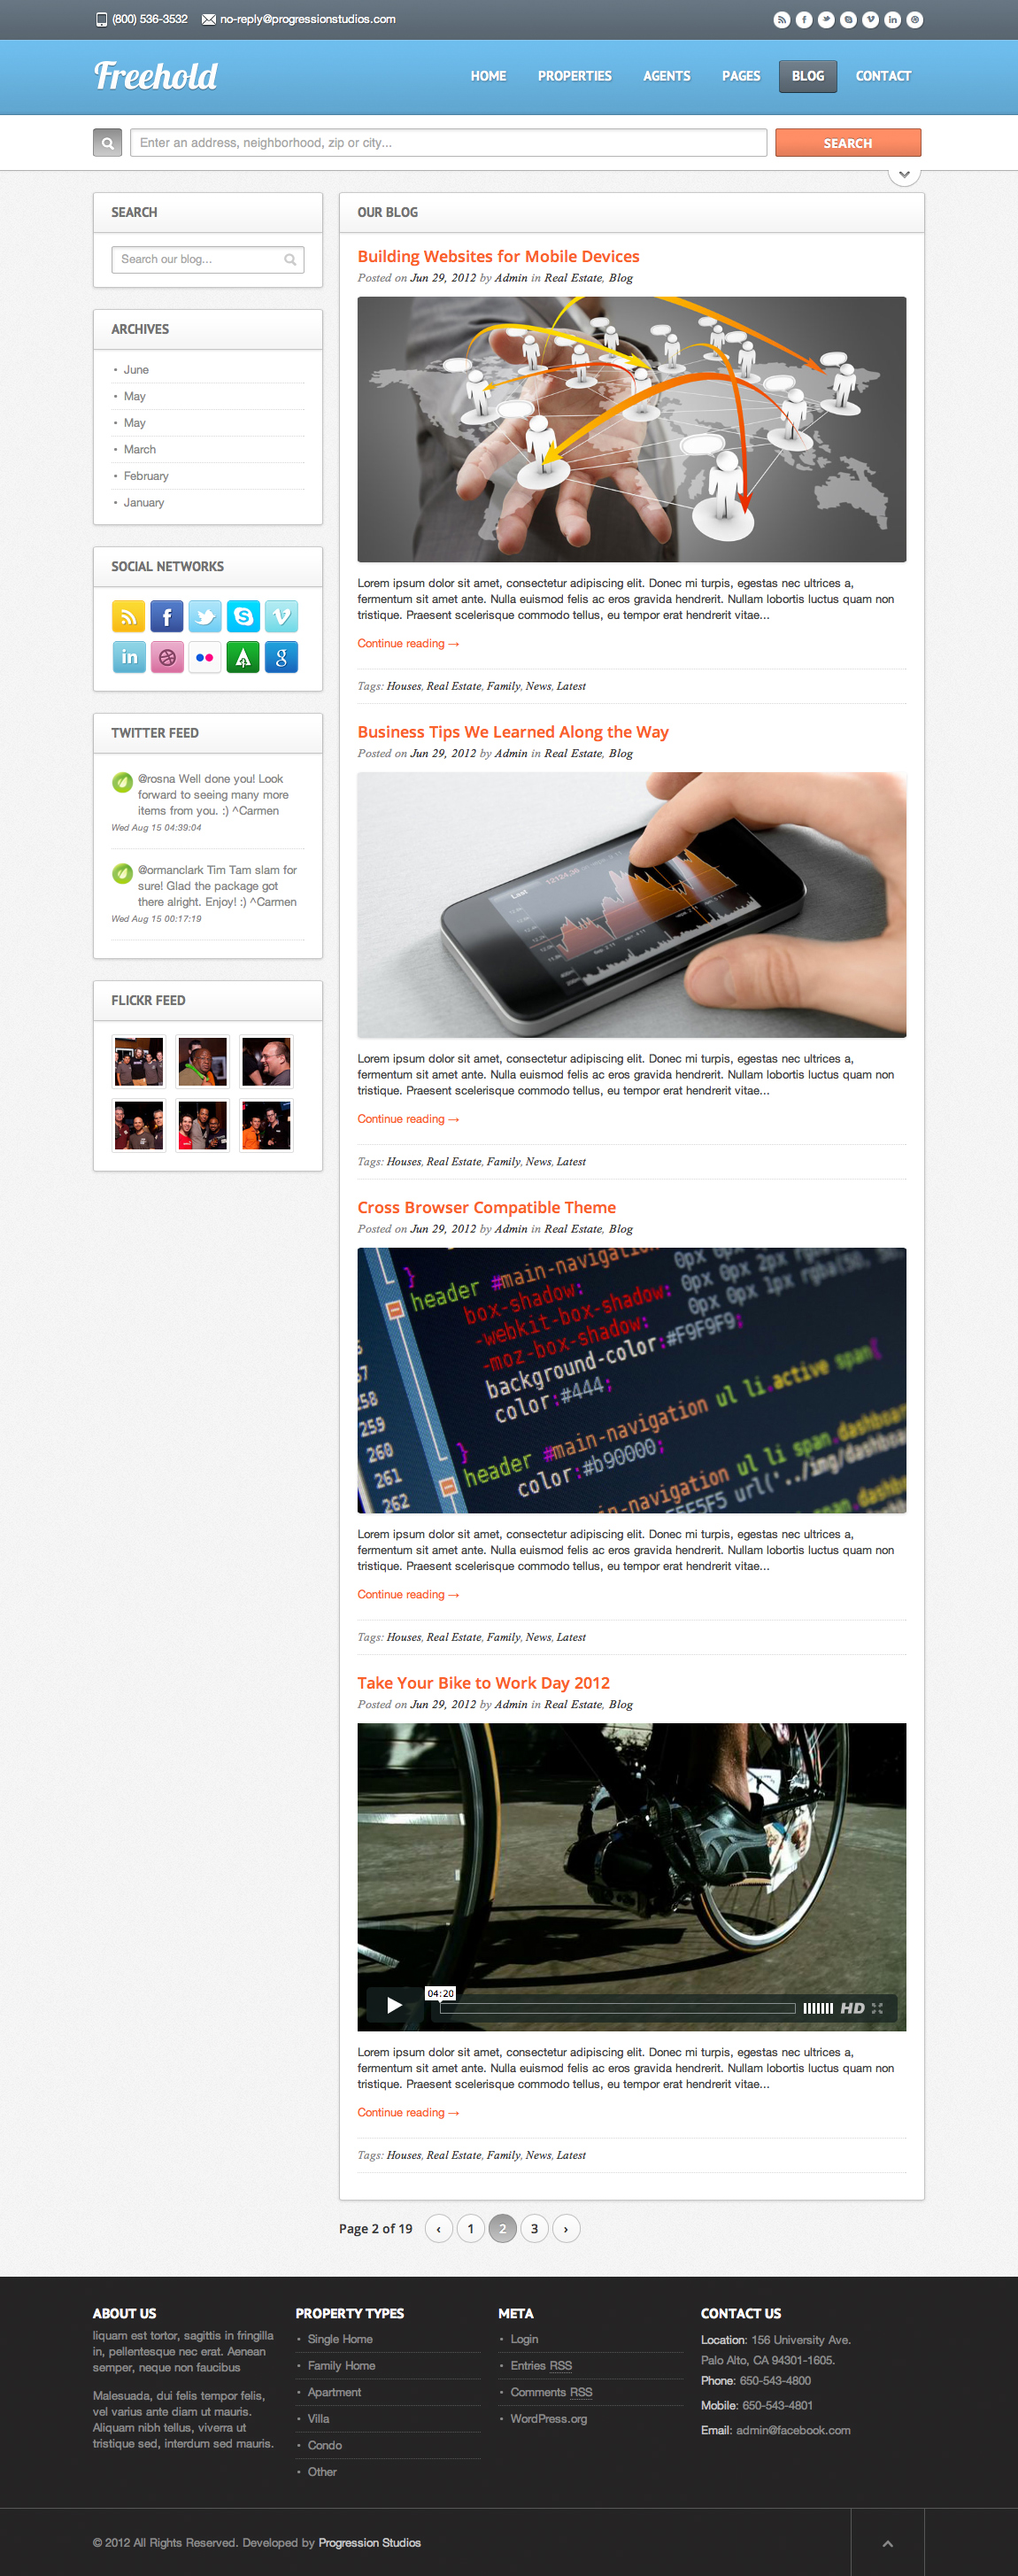 (800) 536-3532 no-reply@progressionstudios.com
Freehold
HOME PROPERTIES AGENTS PAGES BLOG CONTACT
Enter an address, neighborhood, zip or city...
SEARCH
SEARCH
Search our blog...
ARCHIVES
June
May
May
March
February
January
SOCIAL NETWORKS
TWITTER FEED
@rosna Well done you! Look
forward to seeing many more
items from you. :) ^Carmen
Wed Aug 15 04:39:04
@ormanclark Tim Tam slam for
sure! Glad the package got
there alright. Enjoy! :) ^Carmen
Wed Aug 15 00:17:19
FLICKR FEED
OUR BLOG
Building Websites for Mobile Devices
Posted on Jun 29, 2012 by Admin in Real Estate, Blog
Lorem ipsum dolor sit amet, consectetur adipiscing elit. Donec mi turpis, egestas nec ultrices a,
fermentum sit amet ante. Nulla euismod felis ac eros gravida hendrerit. Nullam lobortis luctus quam non
tristique. Praesent scelerisque commodo tellus, eu tempor erat hendrerit vitae...
Continue reading →
Tags: Houses, Real Estate, Family, News, Latest
Business Tips We Learned Along the Way
Posted on Jun 29, 2012 by Admin in Real Estate, Blog
Lorem ipsum dolor sit amet, consectetur adipiscing elit. Donec mi turpis, egestas nec ultrices a,
fermentum sit amet ante. Nulla euismod felis ac eros gravida hendrerit. Nullam lobortis luctus quam non
tristique. Praesent scelerisque commodo tellus, eu tempor erat hendrerit vitae...
Continue reading →
Tags: Houses, Real Estate, Family, News, Latest
Cross Browser Compatible Theme
Posted on Jun 29, 2012 by Admin in Real Estate, Blog
}
header #main-navigation
box-shadow:
-webkit-box-shadow: 0px 0px 2px
-moz-box-shadow: 0px 0px 1px
background-color:#F9F9F9;
color:#444;
}
header #main-navigation ul li.active span{
color:#b90000;
header #main-navigation ul li span.dashboar
url('../img/dashboa
258
259
260
261
262
Lorem ipsum dolor sit amet, consectetur adipiscing elit. Donec mi turpis, egestas nec ultrices a,
fermentum sit amet ante. Nulla euismod felis ac eros gravida hendrerit. Nullam lobortis luctus quam non
tristique. Praesent scelerisque commodo tellus, eu tempor erat hendrerit vitae...
Continue reading →
Tags: Houses, Real Estate, Family, News, Latest
Take Your Bike to Work Day 2012
Posted on Jun 29, 2012 by Admin in Real Estate, Blog
04:20
HD
Lorem ipsum dolor sit amet, consectetur adipiscing elit. Donec mi turpis, egestas nec ultrices a,
fermentum sit amet ante. Nulla euismod felis ac eros gravida hendrerit. Nullam lobortis luctus quam non
tristique. Praesent scelerisque commodo tellus, eu tempor erat hendrerit vitae...
Continue reading →
Tags: Houses, Real Estate, Family, News, Latest
Page 2 of 19 ‹ 1 2 3 ›
ABOUT US
liquam est tortor, sagittis in fringilla
in, pellentesque nec erat. Aenean
semper, neque non faucibus
Malesuada, dui felis tempor felis,
vel varius ante diam ut mauris.
Aliquam nibh tellus, viverra ut
tristique sed, interdum sed mauris.
PROPERTY TYPES
Single Home
Family Home
Apartment
Villa
Condo
Other
META
Login
Entries RSS
Comments RSS
WordPress.org
CONTACT US
Location: 156 University Ave.
Palo Alto, CA 94301-1605.
Phone: 650-543-4800
Mobile: 650-543-4801
Email: admin@facebook.com
© 2012 All Rights Reserved. Developed by Progression Studios